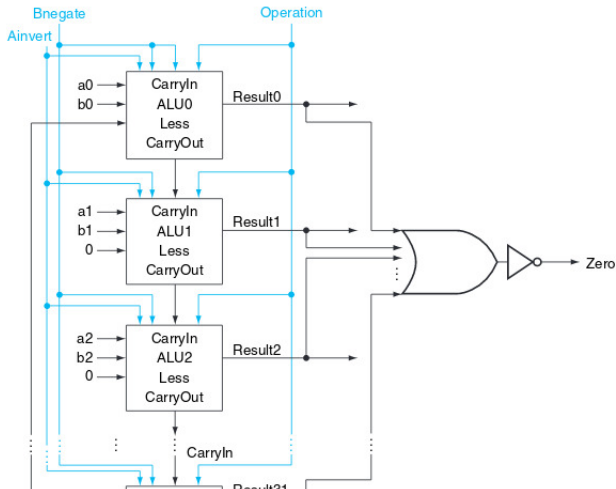 Bnegate
Operation
Ainvert
a0
b0
CarryIn
ALU0
Less
CarryOut
Result0
a1
b1
0
CarryIn
ALU1
Less
CarryOut
Result1
Zero
a2
b2
0
CarryIn
ALU2
Less
CarryOut
Result2
CarryIn
Result31